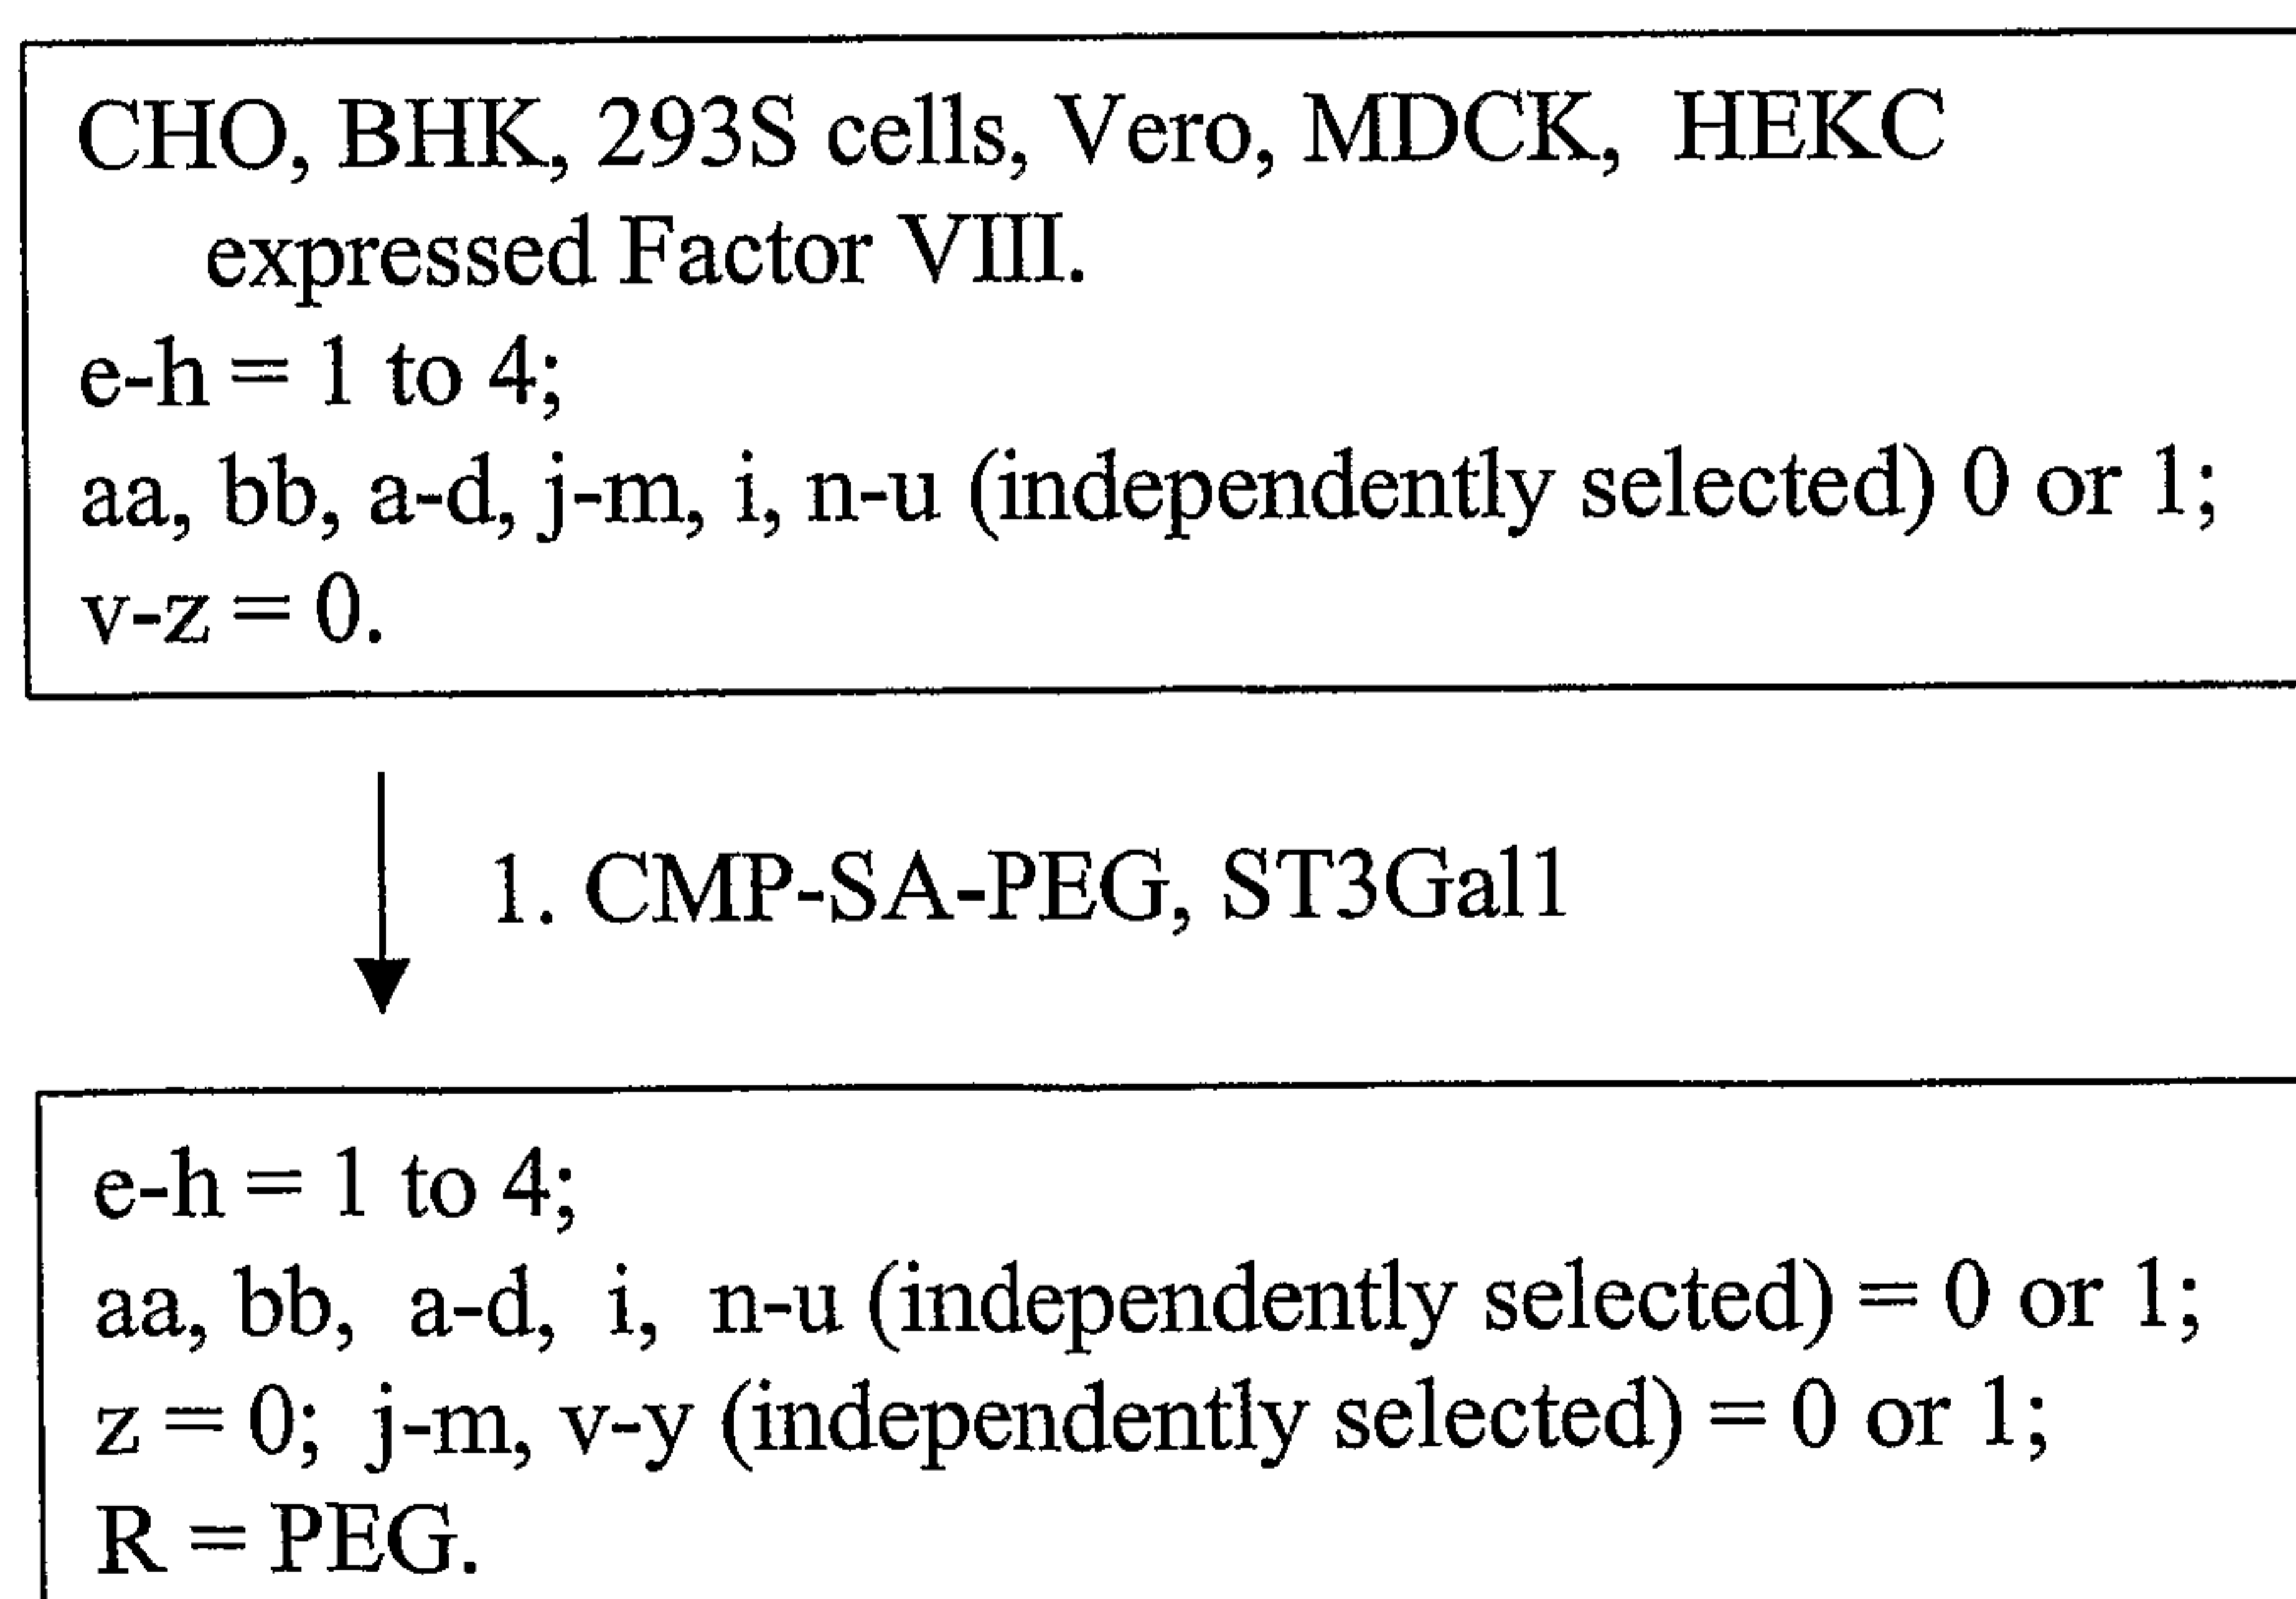 CHO, BHK, 293S cells, Vero, MDCK, HEKC
expressed Factor VIII.
e-h = 1 to 4;
aa, bb, a-d, j-m, i, n-u (independently selected) 0 or 1;
v-z = 0.
1. CMP-SA-PEG, ST3Gal1
e-h = 1 to 4;
aa, bb, a-d, i, n-u (independently selected) = 0 or 1;
z = 0; j-m, v-y (independently selected) = 0 or 1;
R = PEG.